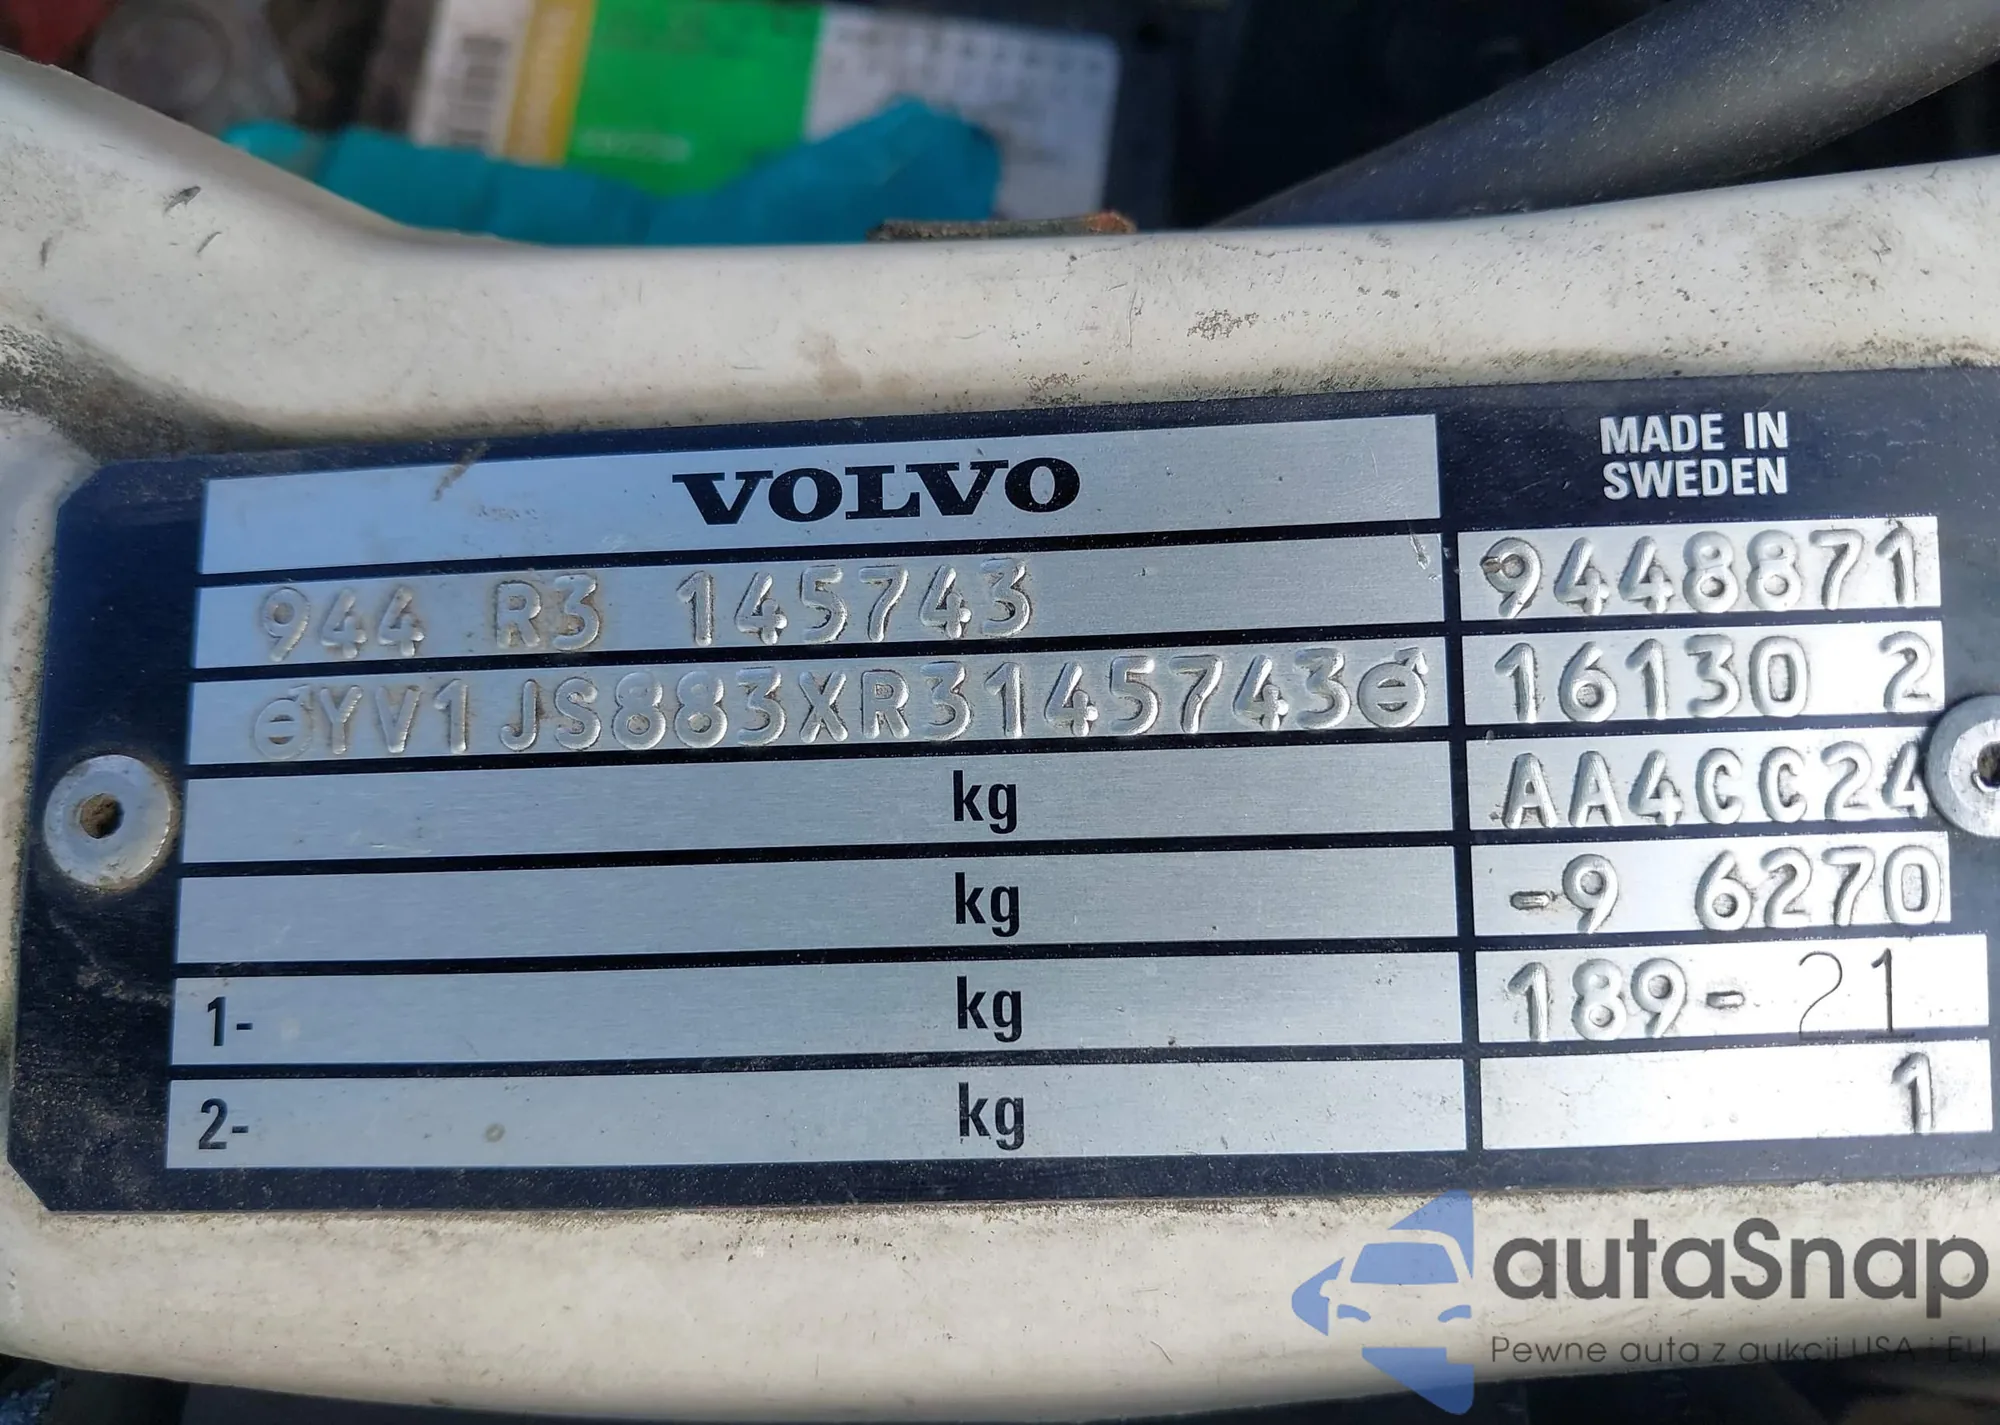 VOLVO
944 R3 145743
YV1JS883XR3145743
kg
kg
1- kg
2- kg
MADE IN
SWEDEN
9448871
16130 2
AA4CC24
-9 6270
189- 21
1
autaSnap
Pewne auta z aukcji USA i EU